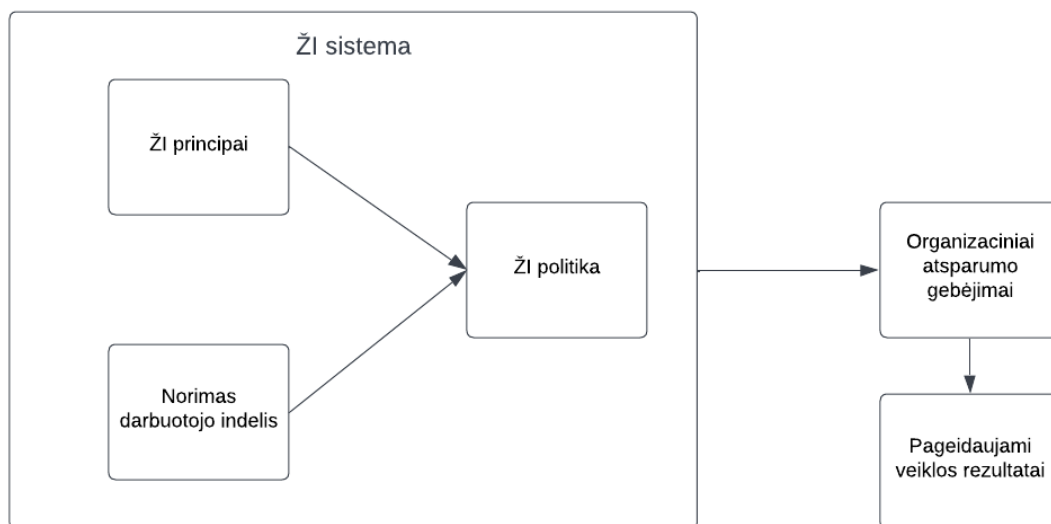 ŽI sistema
ŽI principai
ŽI politika
Norimas
darbuotojo indelis
Organizaciniai
atsparumo
gebėjimai
Pageidaujami
veiklos rezultatai